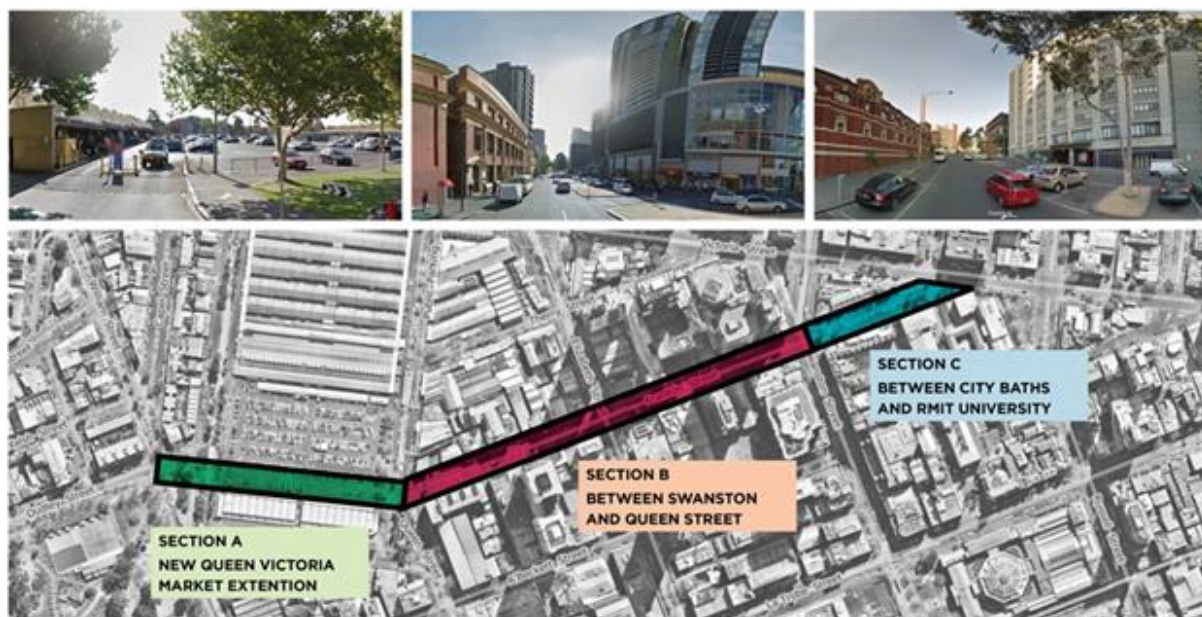 SECTION C
BETWEEN CITY BATHS
AND RMIT UNIVERSITY
SECTION B
BETWEEN SWANSTON
AND QUEEN STREET
SECTION A
NEW QUEEN VICTORIA
MARKET EXTENTION